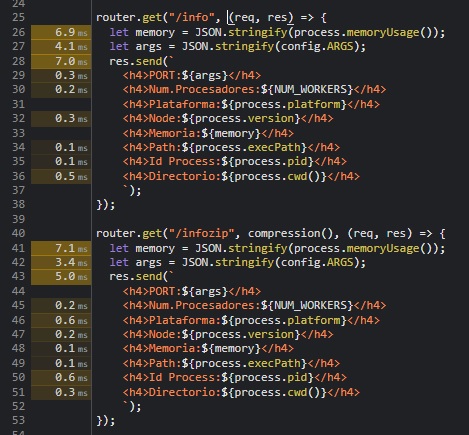 24
25 router.get("/info", (req, res) => {
6.9 ms 26 let memory = JSON.stringify(process.memoryUsage());
4.1 ms 27 let args = JSON.stringify(config.ARGS);
7.0 ms 28 res.send(`
0.3 ms 29 <h4>PORT:${args}</h4>
0.2 ms 30 <h4>Num.Procesadores:${NUM_WORKERS}</h4>
31 <h4>Plataforma:${process.platform}</h4>
0.3 ms 32 <h4>Node:${process.version}</h4>
33 <h4>Memoria:${memory}</h4>
0.1 ms 34 <h4>Path:${process.execPath}</h4>
0.1 ms 35 <h4>Id Process:${process.pid}</h4>
0.5 ms 36 <h4>Directorio:${process.cwd()}</h4>
37 `);
38 });
39
40 router.get("/infozip", compression(), (req, res) => {
7.1 ms 41 let memory = JSON.stringify(process.memoryUsage());
3.4 ms 42 let args = JSON.stringify(config.ARGS);
5.0 ms 43 res.send(`
44 <h4>PORT:${args}</h4>
0.2 ms 45 <h4>Num.Procesadores:${NUM_WORKERS}</h4>
0.6 ms 46 <h4>Plataforma:${process.platform}</h4>
0.2 ms 47 <h4>Node:${process.version}</h4>
0.1 ms 48 <h4>Memoria:${memory}</h4>
0.1 ms 49 <h4>Path:${process.execPath}</h4>
0.6 ms 50 <h4>Id Process:${process.pid}</h4>
0.3 ms 51 <h4>Directorio:${process.cwd()}</h4>
52 `);
53 });
54